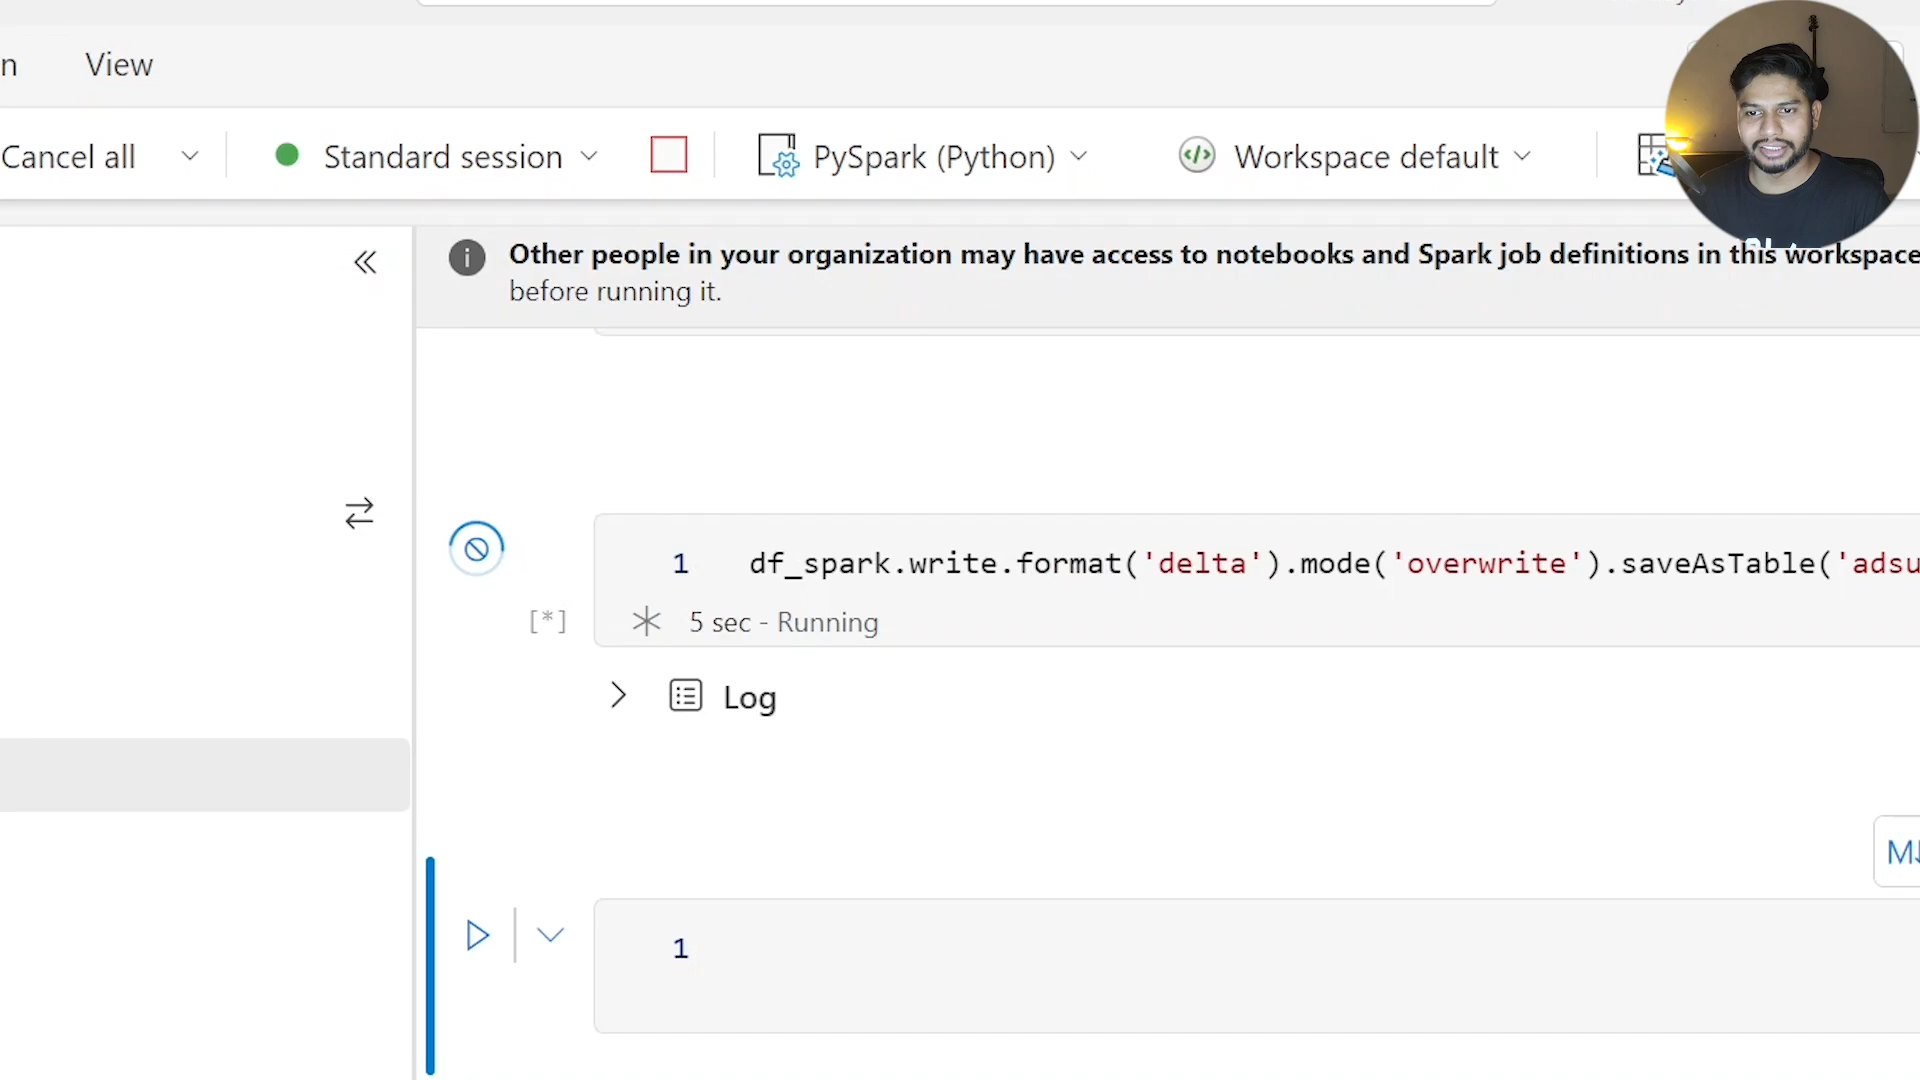 n View
Cancel all Standard session PySpark (Python) Workspace default
Other people in your organization may have access to notebooks and Spark job definitions in this workspace
before running it.
1 df_spark.write.format('delta').mode('overwrite').saveAsTable('adsu
[*] 5 sec - Running
Log
1